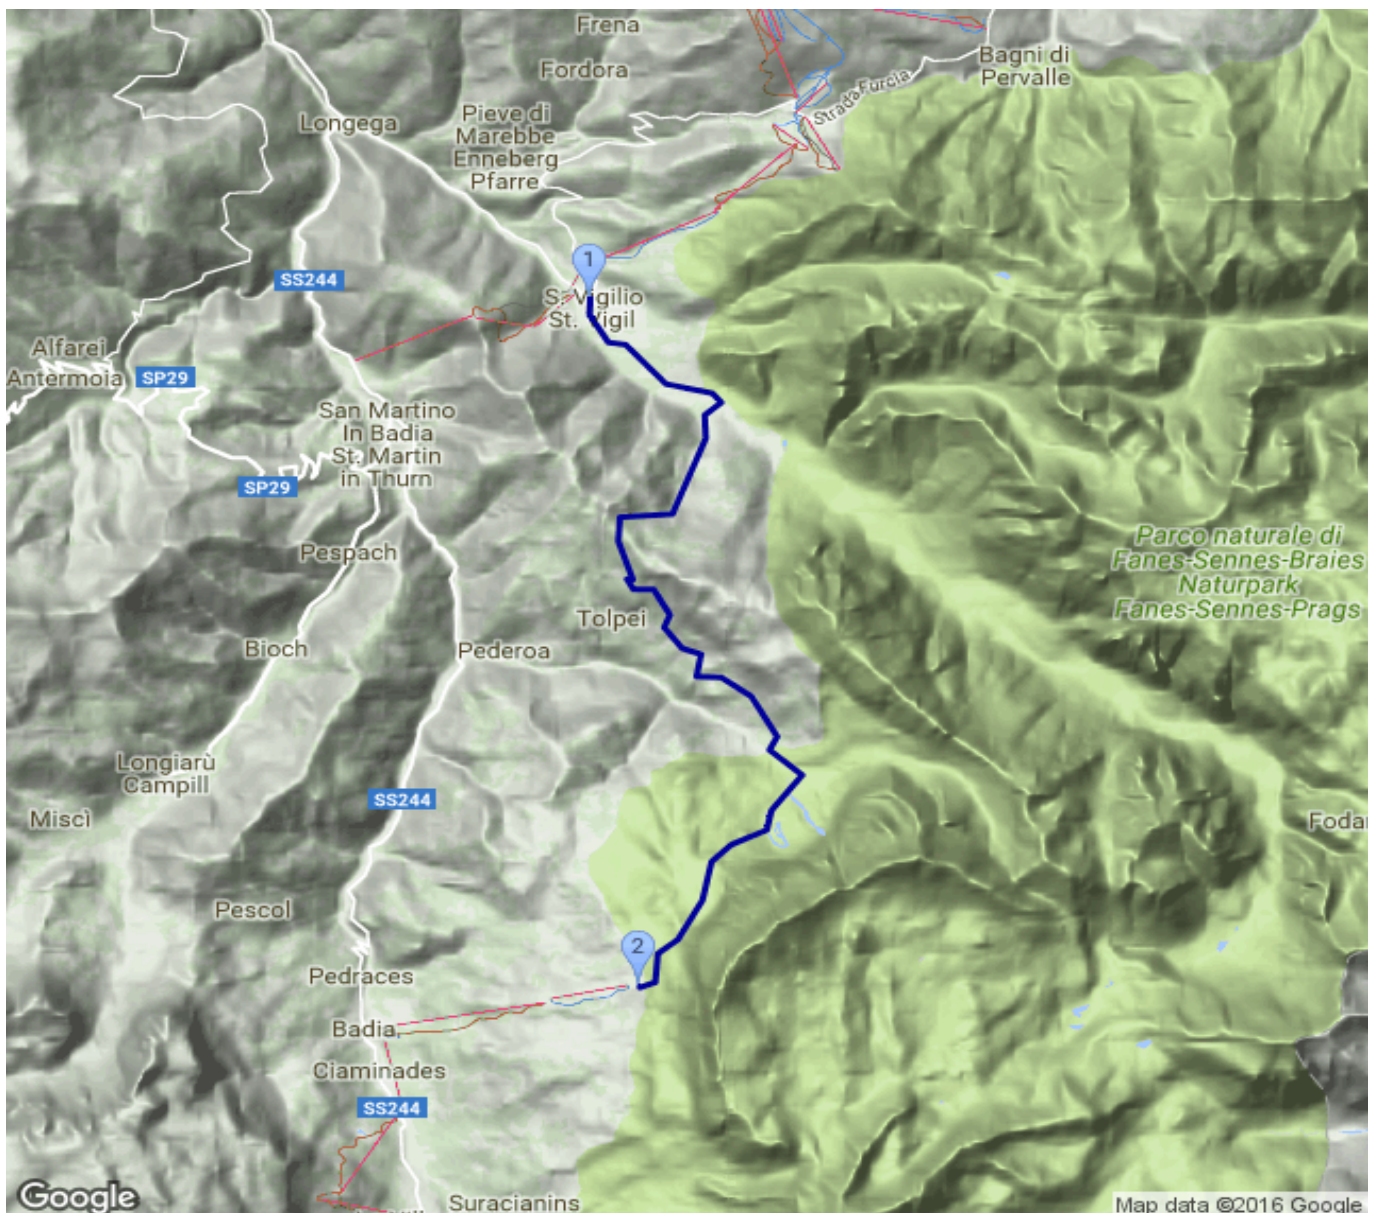 Frena
Fordora
Bagni di
Pervalle
Strada Furcia
Longega
Pieve di
Marebbe
Enneberg
Pfarre
1
SS244
S. Vigilio
St. Vigil
Alfarei
Antermoia
SP29
San Martino
In Badia
St. Martin
in Thurn
SP29
Pespach
Parco naturale di
Fanes-Sennes-Braies
Naturpark
Fanes-Sennes-Prags
Tolpei
Bioch
Pederoa
Longiarù
Campill
SS244
Miscì
Fodar
Pescol
2
Pedraces
Badia
Ciaminades
SS244
Suracianins
Google
Map data ©2016 Google